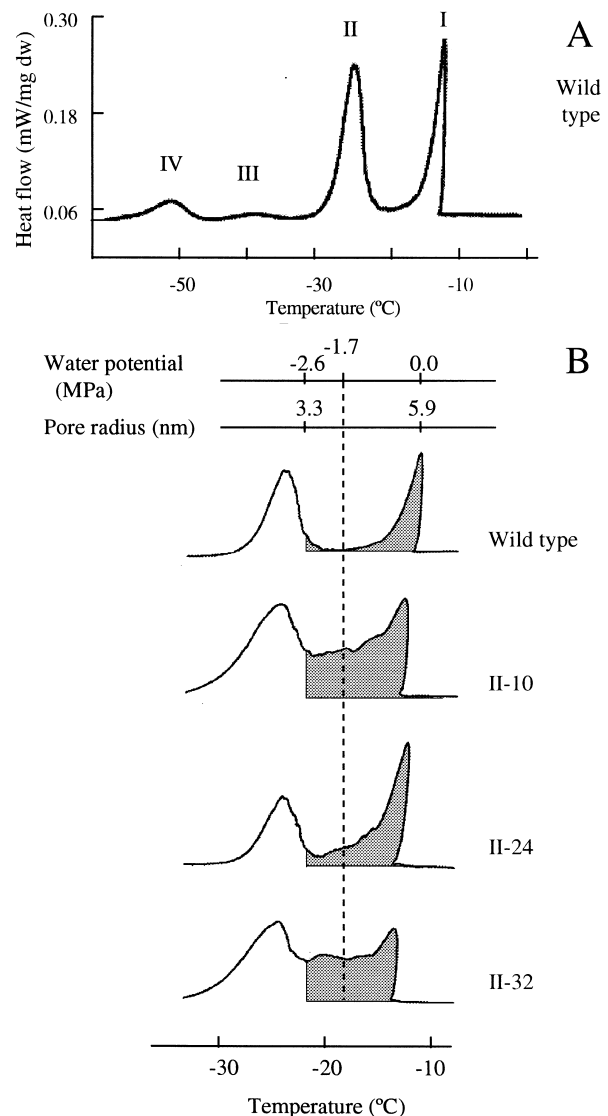 0.30
0.18
0.06
Heat flow (mW/mg dw)
I
II
III
IV
A
Wild
type
-50
-30
-10
Temperature (ºC)
B
Water potential
(MPa)
-2.6
-1.7
0.0
Pore radius (nm)
3.3
5.9
Wild type
II-10
II-24
II-32
-30
-20
-10
Temperature (ºC)